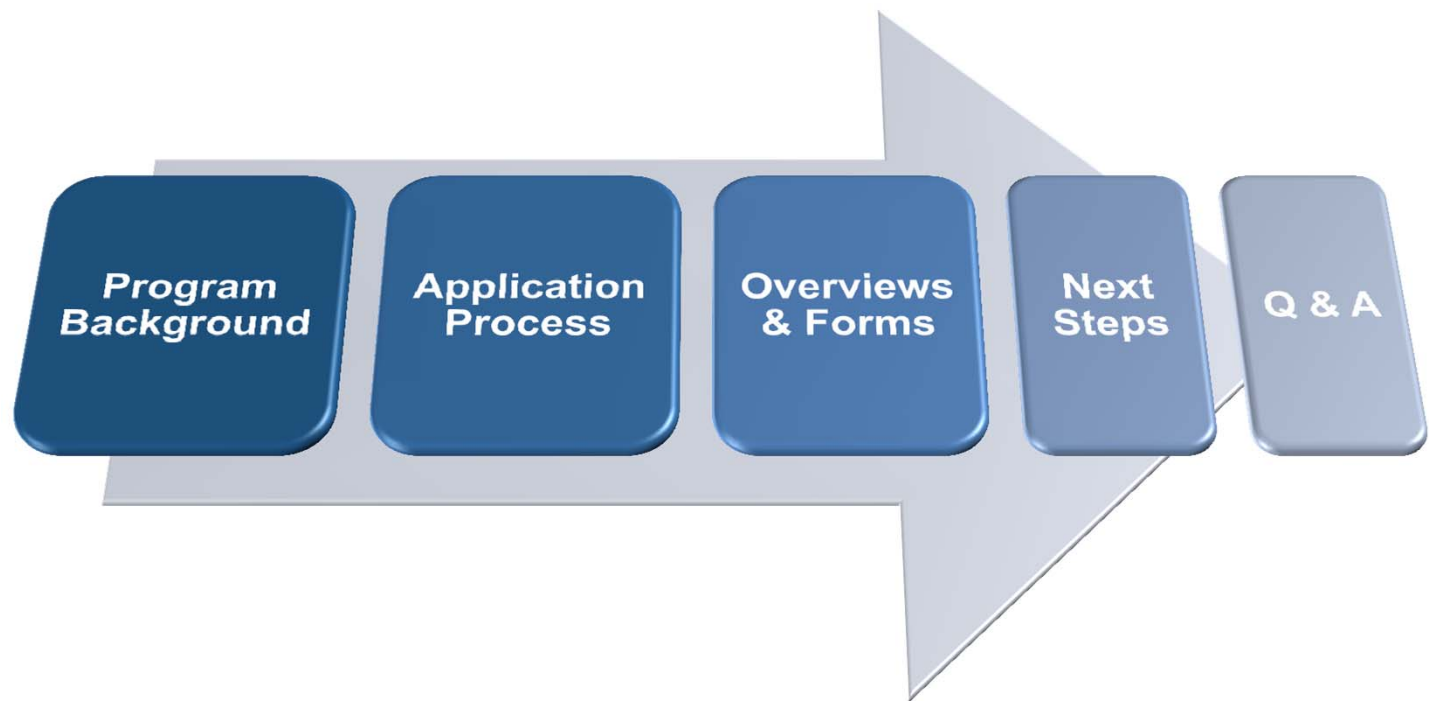 Program
Background
Application
Process
Overviews
& Forms
Next
Steps
Q & A